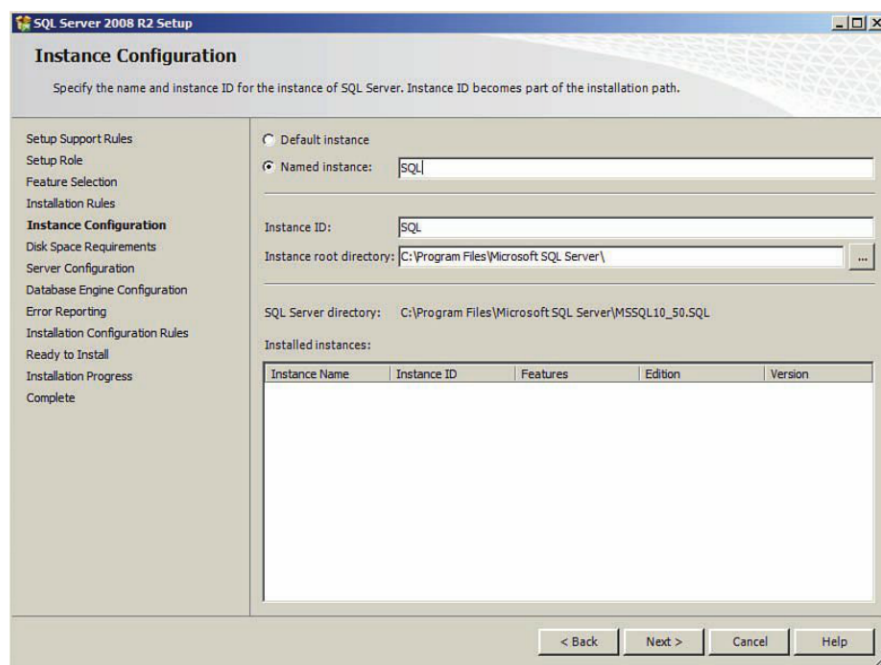 SQL Server 2008 R2 Setup
Instance Configuration
Specify the name and instance ID for the instance of SQL Server. Instance ID becomes part of the installation path.
Setup Support Rules
Setup Role
Feature Selection
Installation Rules
Instance Configuration
Disk Space Requirements
Server Configuration
Database Engine Configuration
Error Reporting
Installation Configuration Rules
Ready to Install
Installation Progress
Complete
Default instance
Named instance: SQL
Instance ID: SQL
Instance root directory: C:\Program Files\Microsoft SQL Server\ ...
SQL Server directory: C:\Program Files\Microsoft SQL Server\MSSQL10_50.SQL
Installed instances:
Instance Name Instance ID Features Edition Version
< Back Next > Cancel Help